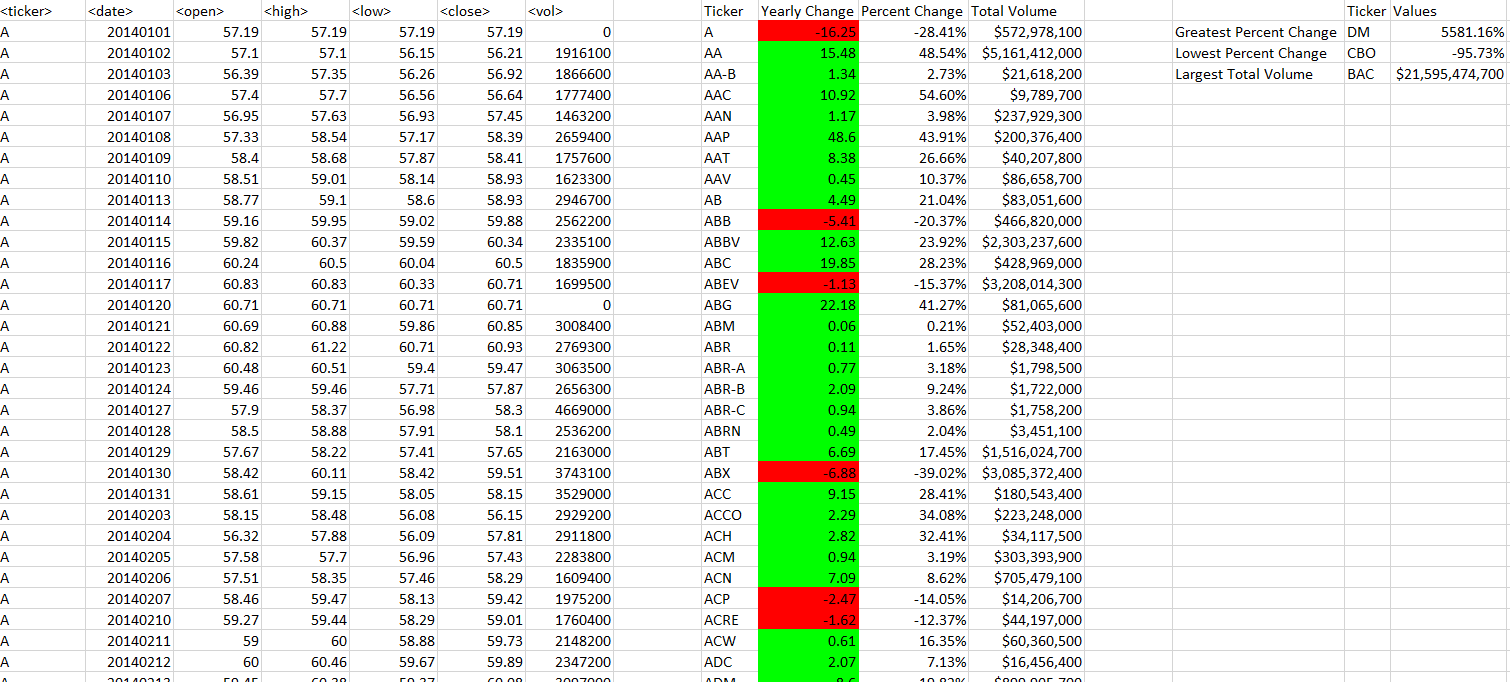 <ticker> <date> <open> <high> <low> <close> <vol> Ticker Yearly Change Percent Change Total Volume Ticker Values
A 20140101 57.19 57.19 57.19 57.19 0 A -16.25 -28.41% $572,978,100 Greatest Percent Change DM 5581.16%
A 20140102 57.1 57.1 56.15 56.21 1916100 AA 15.48 48.54% $5,161,412,000 Lowest Percent Change CBO -95.73%
A 20140103 56.39 57.35 56.26 56.92 1866600 AA-B 1.34 2.73% $21,618,200 Largest Total Volume BAC $21,595,474,700
A 20140106 57.4 57.7 56.56 56.64 1777400 AAC 10.92 54.60% $9,789,700
A 20140107 56.95 57.63 56.93 57.45 1463200 AAN 1.17 3.98% $237,929,300
A 20140108 57.33 58.54 57.17 58.39 2659400 AAP 48.6 43.91% $200,376,400
A 20140109 58.4 58.68 57.87 58.41 1757600 AAT 8.38 26.66% $40,207,800
A 20140110 58.51 59.01 58.14 58.93 1623300 AAV 0.45 10.37% $86,658,700
A 20140113 58.77 59.1 58.6 58.93 2946700 AB 4.49 21.04% $83,051,600
A 20140114 59.16 59.95 59.02 59.88 2562200 ABB -5.41 -20.37% $466,820,000
A 20140115 59.82 60.37 59.59 60.34 2335100 ABBV 12.63 23.92% $2,303,237,600
A 20140116 60.24 60.5 60.04 60.5 1835900 ABC 19.85 28.23% $428,969,000
A 20140117 60.83 60.83 60.33 60.71 1699500 ABEV -1.13 -15.37% $3,208,014,300
A 20140120 60.71 60.71 60.71 60.71 0 ABG 22.18 41.27% $81,065,600
A 20140121 60.69 60.88 59.86 60.85 3008400 ABM 0.06 0.21% $52,403,000
A 20140122 60.82 61.22 60.71 60.93 2769300 ABR 0.11 1.65% $28,348,400
A 20140123 60.48 60.51 59.4 59.47 3063500 ABR-A 0.77 3.18% $1,798,500
A 20140124 59.46 59.46 57.71 57.87 2656300 ABR-B 2.09 9.24% $1,722,000
A 20140127 57.9 58.37 56.98 58.3 4669000 ABR-C 0.94 3.86% $1,758,200
A 20140128 58.5 58.88 57.91 58.1 2536200 ABRN 0.49 2.04% $3,451,100
A 20140129 57.67 58.22 57.41 57.65 2163000 ABT 6.69 17.45% $1,516,024,700
A 20140130 58.42 60.11 58.42 59.51 3743100 ABX -6.88 -39.02% $3,085,372,400
A 20140131 58.61 59.15 58.05 58.15 3529000 ACC 9.15 28.41% $180,543,400
A 20140203 58.15 58.48 56.08 56.15 2929200 ACCO 2.29 34.08% $223,248,000
A 20140204 56.32 57.88 56.09 57.81 2911800 ACH 2.82 32.41% $34,117,500
A 20140205 57.58 57.7 56.96 57.43 2283800 ACM 0.94 3.19% $303,393,900
A 20140206 57.51 58.35 57.46 58.29 1609400 ACN 7.09 8.62% $705,479,100
A 20140207 58.46 59.47 58.13 59.42 1975200 ACP -2.47 -14.05% $14,206,700
A 20140210 59.27 59.44 58.29 59.01 1760400 ACRE -1.62 -12.37% $44,197,000
A 20140211 59 60 58.88 59.73 2148200 ACW 0.61 16.35% $60,360,500
A 20140212 60 60.46 59.67 59.89 2347200 ADC 2.07 7.13% $16,456,400